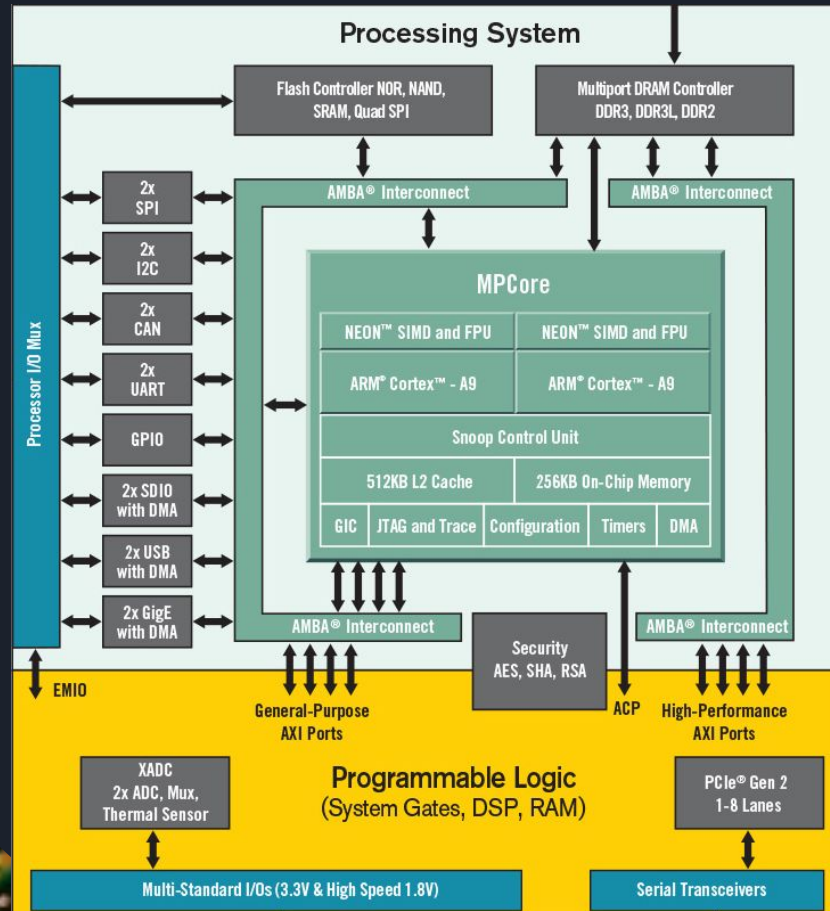 Processing System
Flash Controller NOR, NAND,
SRAM, Quad SPI
Multiport DRAM Controller
DDR3, DDR3L, DDR2
Processor I/O Mux
2x
SPI
2x
I2C
2x
CAN
2x
UART
GPIO
2x SDIO
with DMA
2x USB
with DMA
2x GigE
with DMA
AMBA® Interconnect
AMBA® Interconnect
MPCore
NEON™ SIMD and FPU
NEON™ SIMD and FPU
ARM® Cortex™ - A9
ARM® Cortex™ - A9
Snoop Control Unit
512KB L2 Cache
256KB On-Chip Memory
GIC
JTAG and Trace
Configuration
Timers
DMA
AMBA® Interconnect
AMBA® Interconnect
Security
AES, SHA, RSA
EMIO
General-Purpose
AXI Ports
ACP
High-Performance
AXI Ports
XADC
2x ADC, Mux,
Thermal Sensor
Programmable Logic
(System Gates, DSP, RAM)
PCIe® Gen 2
1-8 Lanes
Multi-Standard I/Os (3.3V & High Speed 1.8V)
Serial Transceivers